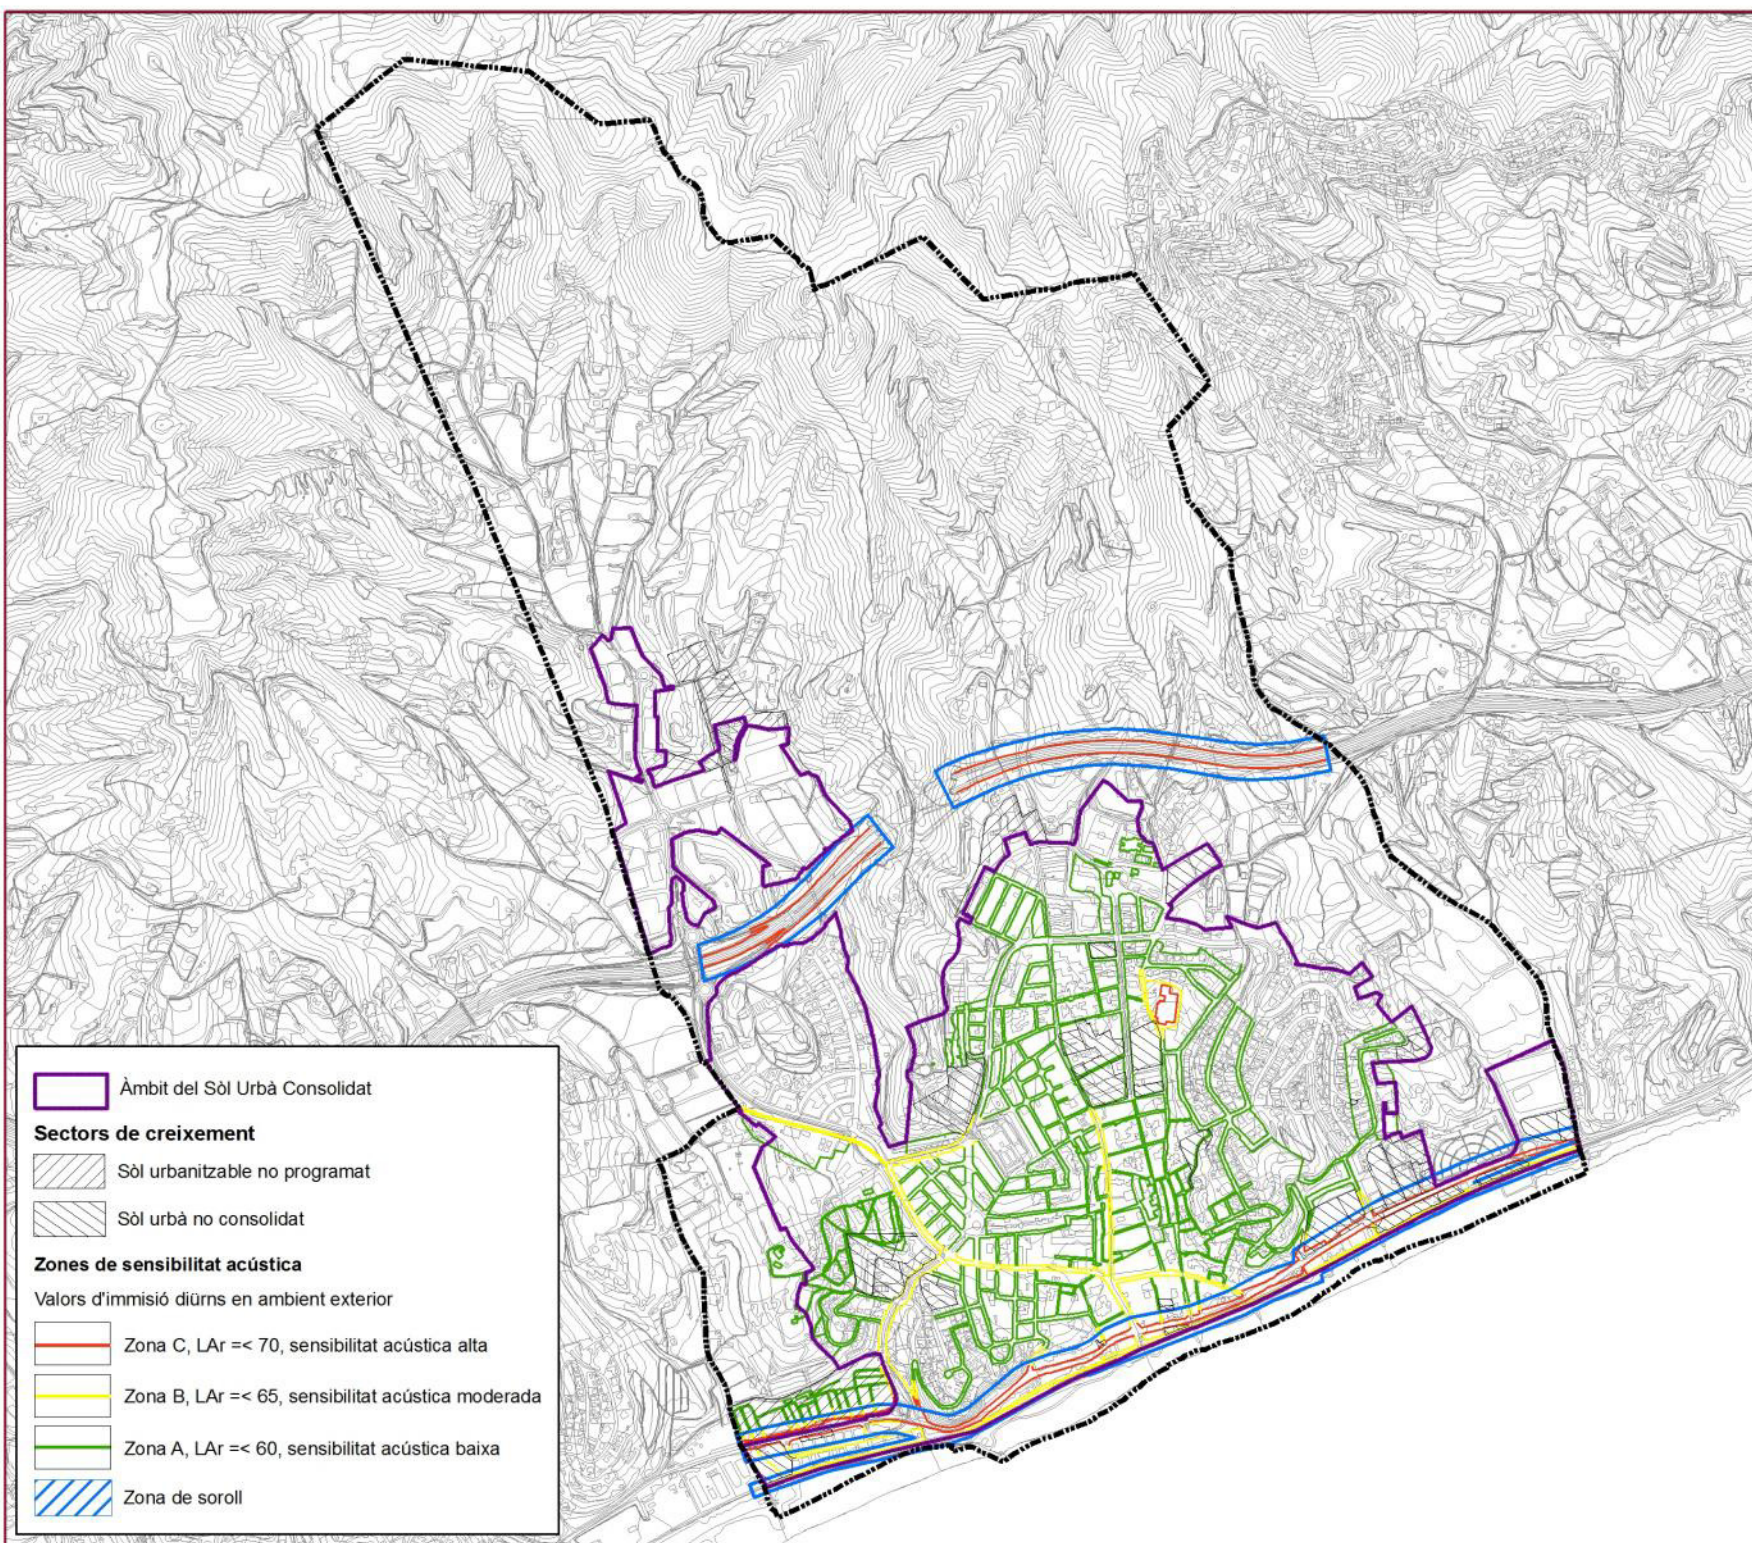 Àmbit del Sòl Urbà Consolidat
Sectors de creixement
Sòl urbanitzable no programat
Sòl urbà no consolidat
Zones de sensibilitat acústica
Valors d'immisió diürns en ambient exterior
Zona C, LAr =< 70, sensibilitat acústica alta
Zona B, LAr =< 65, sensibilitat acústica moderada
Zona A, LAr =< 60, sensibilitat acústica baixa
Zona de soroll